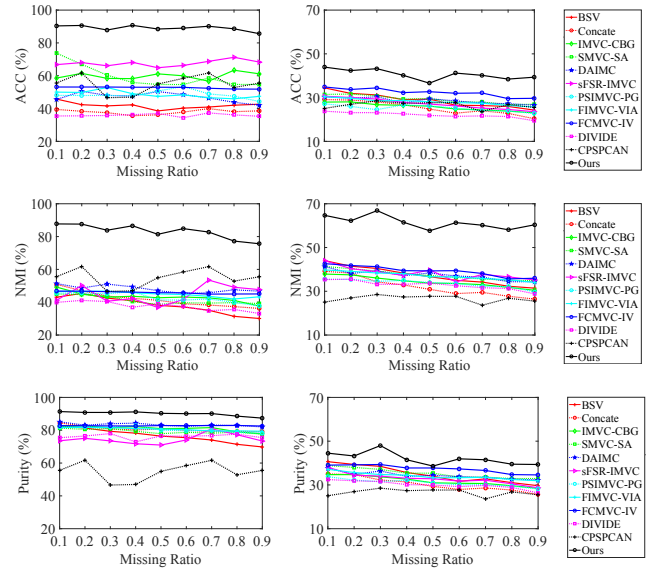 100
80
60
40
20
ACC (%)
0.1 0.2 0.3 0.4 0.5 0.6 0.7 0.8 0.9
Missing Ratio
70
50
30
10
ACC (%)
0.1 0.2 0.3 0.4 0.5 0.6 0.7 0.8 0.9
Missing Ratio
BSV
Concate
IMVC-CBG
SMVC-SA
DAIMC
sFSR-IMVC
PSIMVC-PG
FIMVC-VIA
FCMVC-IV
DIVIDE
CPSPCAN
Ours
100
80
60
40
20
NMI (%)
0.1 0.2 0.3 0.4 0.5 0.6 0.7 0.8 0.9
Missing Ratio
70
50
30
10
NMI (%)
0.1 0.2 0.3 0.4 0.5 0.6 0.7 0.8 0.9
Missing Ratio
BSV
Concate
IMVC-CBG
SMVC-SA
DAIMC
sFSR-IMVC
PSIMVC-PG
FIMVC-VIA
FCMVC-IV
DIVIDE
CPSPCAN
Ours
100
80
60
40
20
Purity (%)
0.1 0.2 0.3 0.4 0.5 0.6 0.7 0.8 0.9
Missing Ratio
70
50
30
10
Purity (%)
0.1 0.2 0.3 0.4 0.5 0.6 0.7 0.8 0.9
Missing Ratio
BSV
Concate
IMVC-CBG
SMVC-SA
DAIMC
sFSR-IMVC
PSIMVC-PG
FIMVC-VIA
FCMVC-IV
DIVIDE
CPSPCAN
Ours